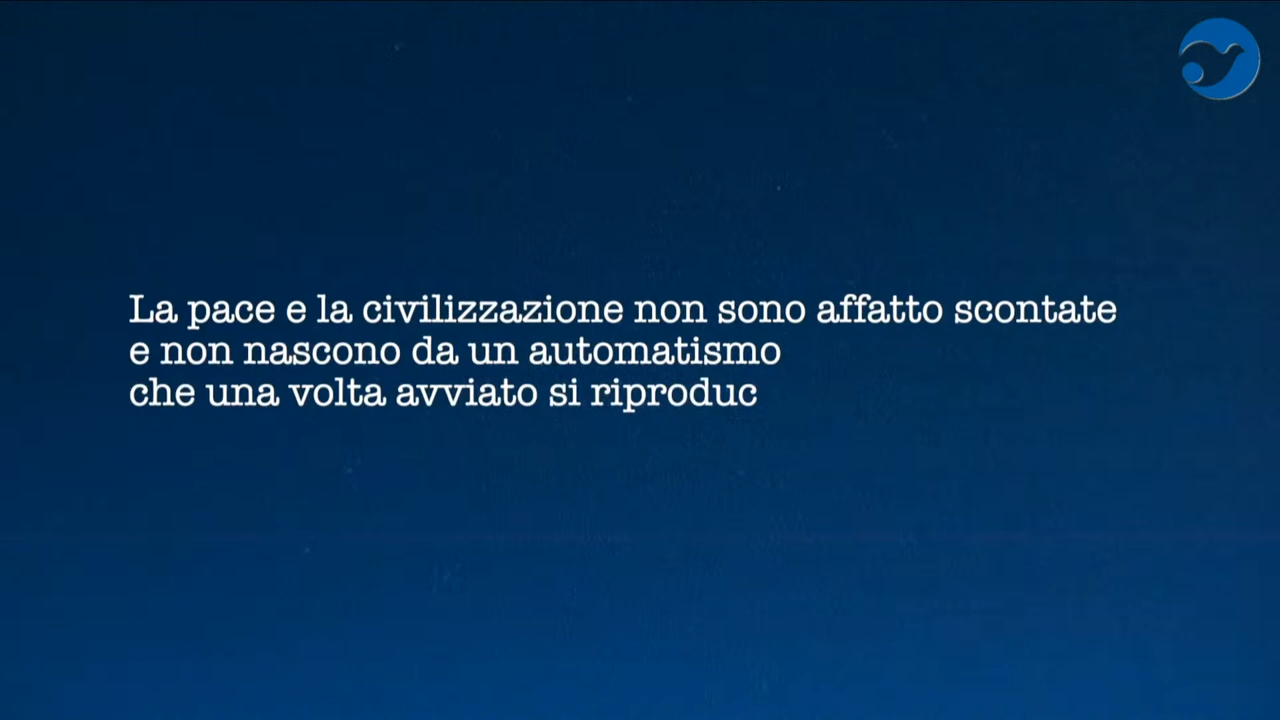 La pace e la civilizzazione non sono affatto scontate
e non nascono da un automatismo
che una volta avviato si riproduc